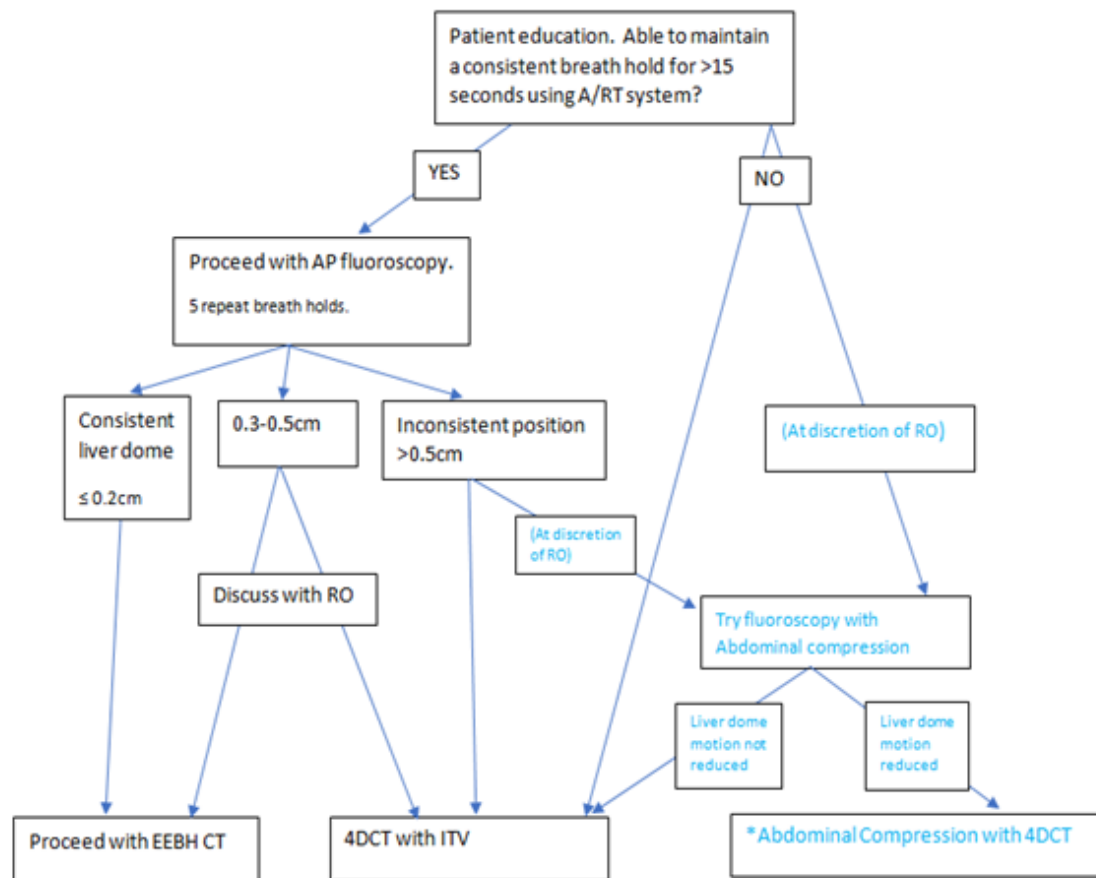 Patient education. Able to maintain
a consistent breath hold for >15
seconds using A/RT system?
YES
NO
Proceed with AP fluoroscopy.
5 repeat breath holds.
Consistent
liver dome
≤ 0.2cm
0.3-0.5cm
Inconsistent position
>0.5cm
(At discretion of RO)
(At discretion
of RO)
Discuss with RO
Try fluoroscopy with
Abdominal compression
Liver dome
motion not
reduced
Liver dome
motion
reduced
Proceed with EEBH CT
4DCT with ITV
*Abdominal Compression with 4DCT